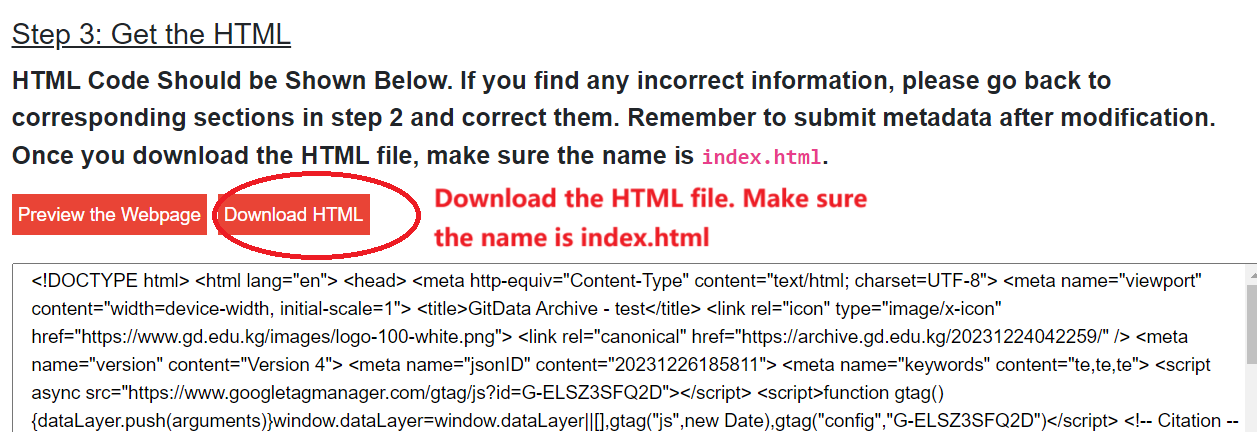 Step 3: Get the HTML
HTML Code Should be Shown Below. If you find any incorrect information, please go back to
corresponding sections in step 2 and correct them. Remember to submit metadata after modification.
Once you download the HTML file, make sure the name is index.html.
Preview the Webpage
Download HTML
Download the HTML file. Make sure
the name is index.html
<!DOCTYPE html> <html lang="en"> <head> <meta http-equiv="Content-Type" content="text/html; charset=UTF-8"> <meta name="viewport"
content="width=device-width, initial-scale=1"> <title>GitData Archive - test</title> <link rel="icon" type="image/x-icon"
href="https://www.gd.edu.kg/images/logo-100-white.png"> <link rel="canonical" href="https://archive.gd.edu.kg/20231224042259/" /> <meta
name="version" content="Version 4"> <meta name="jsonID" content="20231226185811"> <meta name="keywords" content="te,te,te"> <script
async src="https://www.googletagmanager.com/gtag/js?id=G-ELSZ3SFQ2D"></script> <script>function gtag()
{dataLayer.push(arguments)}window.dataLayer=window.dataLayer||[],gtag("js",new Date),gtag("config","G-ELSZ3SFQ2D")</script> <!-- Citation --